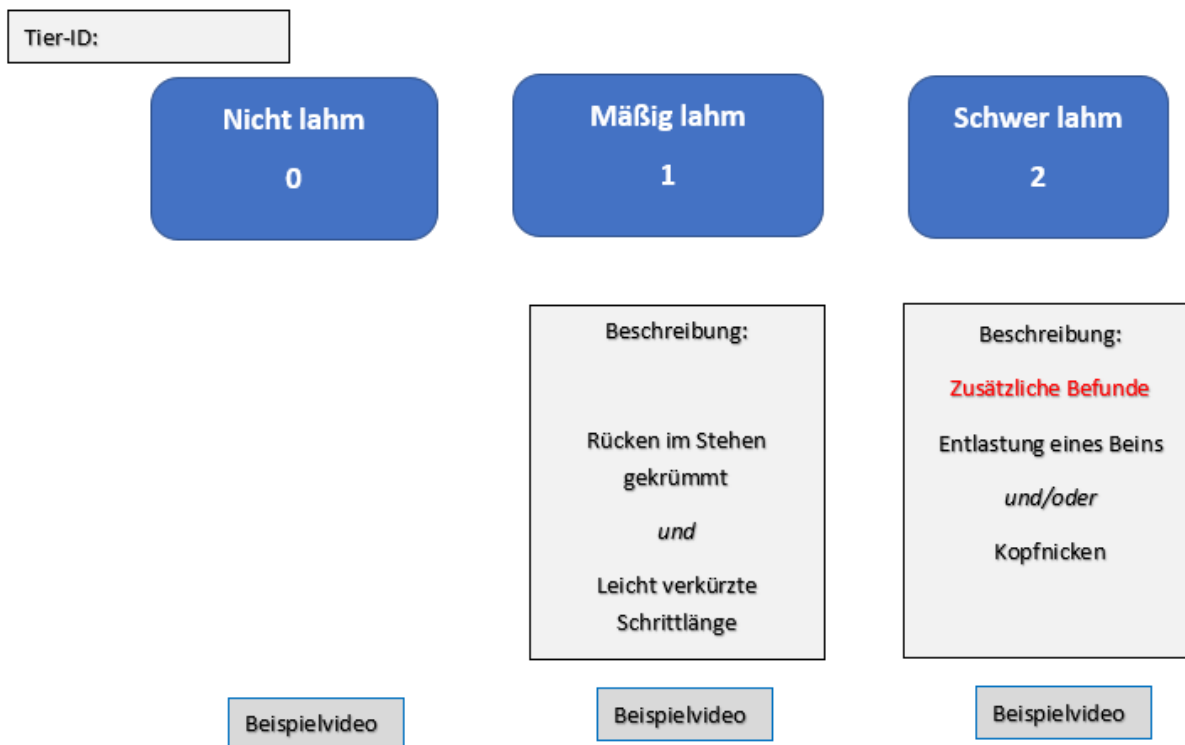 Tier-ID:
Nicht lahm
0
Mäßig lahm
1
Schwer lahm
2
Beschreibung:
Rücken im Stehen
gekrümmt
und
Leicht verkürzte
Schrittlänge
Beschreibung:
Zusätzliche Befunde
Entlastung eines Beins
und/oder
Kopfnicken
Beispielvideo
Beispielvideo
Beispielvideo